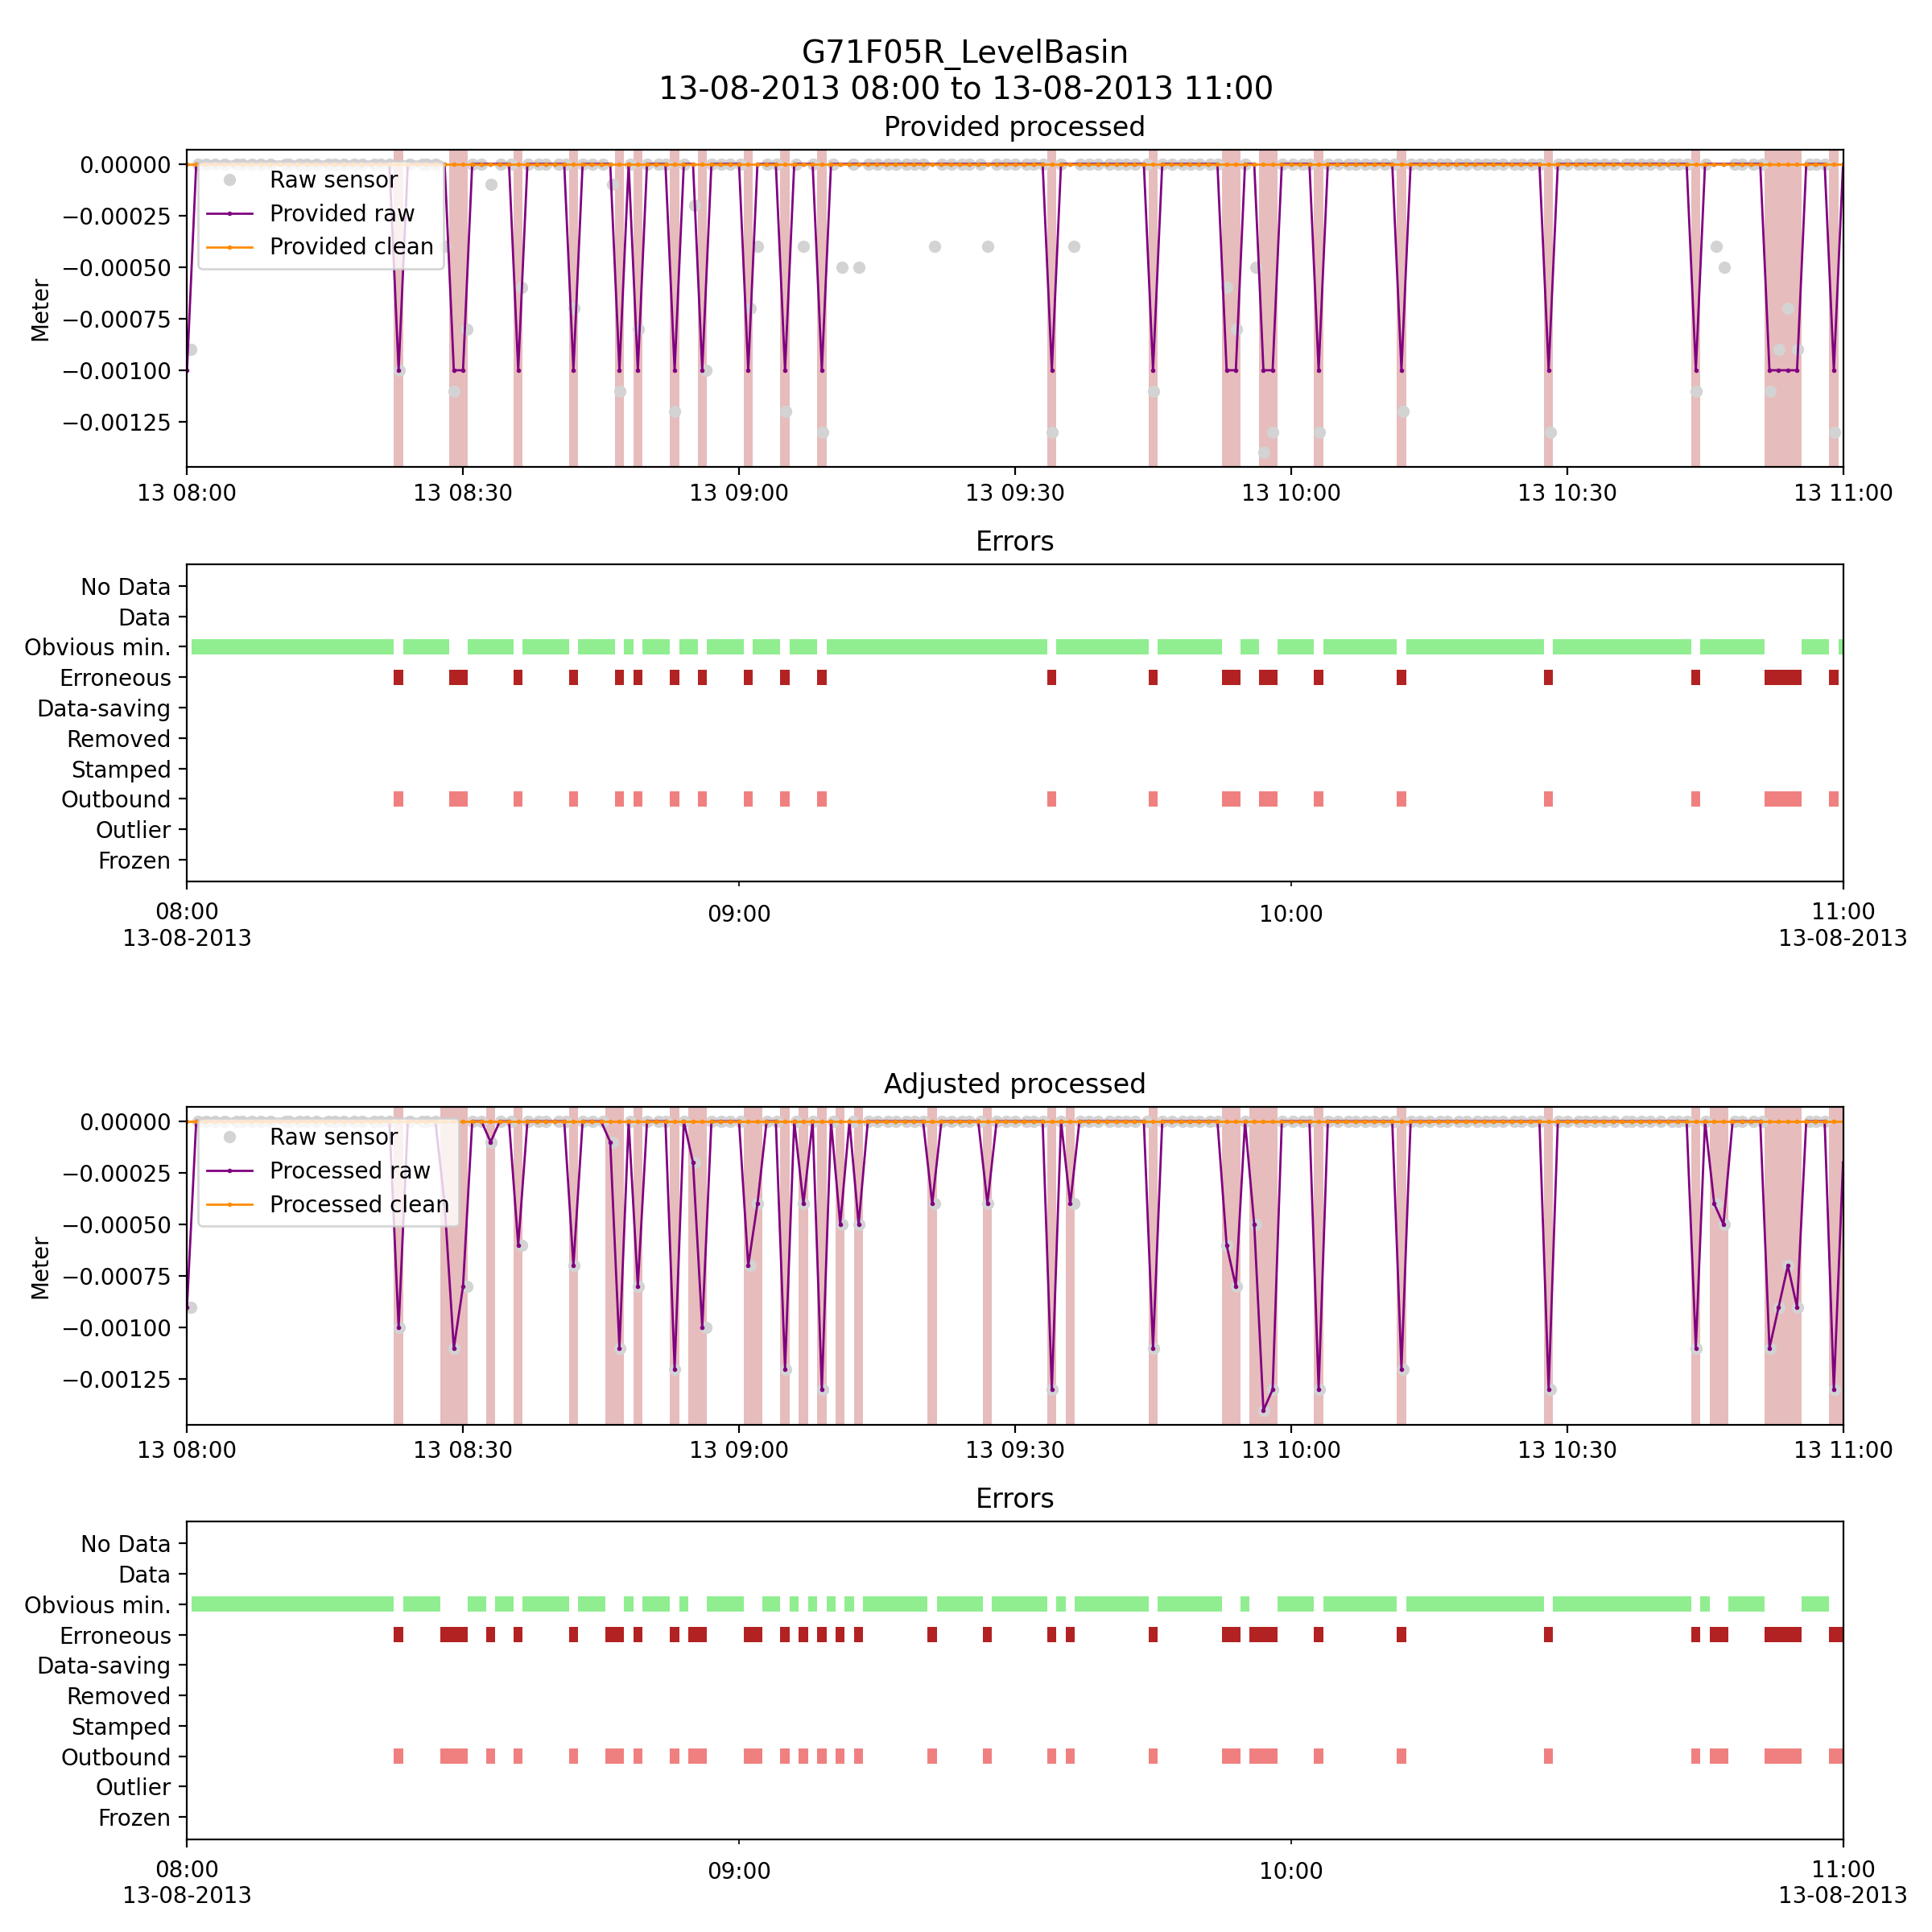 G71F05R_LevelBasin
13-08-2013 08:00 to 13-08-2013 11:00
Provided processed
Meter
0.00000
−0.00025
−0.00050
−0.00075
−0.00100
−0.00125
Raw sensor
Provided raw
Provided clean
13 08:00 13 08:30 13 09:00 13 09:30 13 10:00 13 10:30 13 11:00
Errors
No Data
Data
Obvious min.
Erroneous
Data-saving
Removed
Stamped
Outbound
Outlier
Frozen
08:00 09:00 10:00 11:00
13-08-2013 13-08-2013
Adjusted processed
Meter
0.00000
−0.00025
−0.00050
−0.00075
−0.00100
−0.00125
Raw sensor
Processed raw
Processed clean
13 08:00 13 08:30 13 09:00 13 09:30 13 10:00 13 10:30 13 11:00
Errors
No Data
Data
Obvious min.
Erroneous
Data-saving
Removed
Stamped
Outbound
Outlier
Frozen
08:00 09:00 10:00 11:00
13-08-2013 13-08-2013